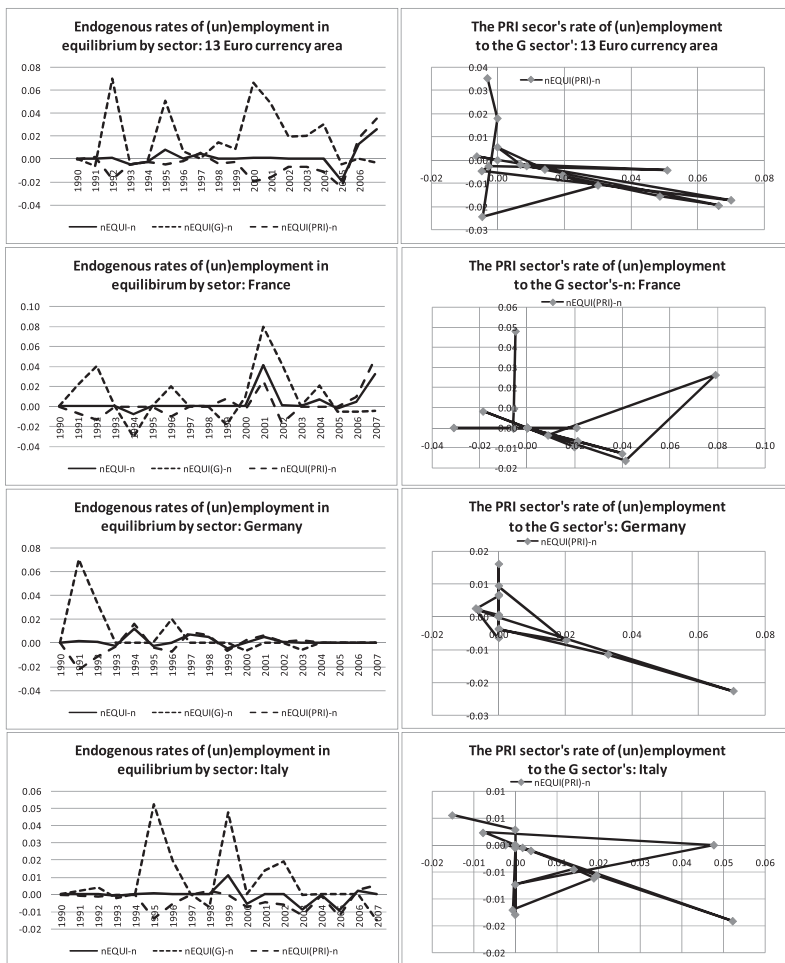 Endogenous rates of (un)employment in
equilibrium by sector: 13 Euro currency area
0.08
0.06
0.04
0.02
0.00
-0.02
-0.04
1990 1991 1992 1993 1994 1995 1996 1997 1998 1999 2000 2001 2002 2003 2004 2005 2006 2007
nEQUI-n nEQUI(G)-n nEQUI(PRI)-n
The PRI secor's rate of (un)employment
to the G sector': 13 Euro currency area
nEQUI(PRI)-n
0.04
0.03
0.02
0.01
0.00
-0.01
-0.02
-0.03
-0.02 0.00 0.02 0.04 0.06 0.08
Endogenous rates of (un)employment in
equilibirum by setor: France
0.10
0.08
0.06
0.04
0.02
0.00
-0.02
-0.04
1990 1991 1992 1993 1994 1995 1996 1997 1998 1999 2000 2001 2002 2003 2004 2005 2006 2007
nEQUI-n nEQUI(G)-n nEQUI(PRI)-n
The PRI sector's rate of (un)employment
to the G sector's-n: France
nEQUI(PRI)-n
0.06
0.05
0.04
0.03
0.02
0.01
0.00
-0.01
-0.02
-0.04 -0.02 0.00 0.02 0.04 0.06 0.08 0.10
Endogenous rates of (un)employment in
equilibrium by sector: Germany
0.08
0.06
0.04
0.02
0.00
-0.02
-0.04
1990 1991 1992 1993 1994 1995 1996 1997 1998 1999 2000 2001 2002 2003 2004 2005 2006 2007
nEQUI-n nEQUI(G)-n nEQUI(PRI)-n
The PRI sector's rate of (un)employment
to the G sector's: Germany
nEQUI(PRI)-n
0.02
0.01
0.01
0.00
-0.01
-0.01
-0.02
-0.02
-0.03
-0.02 0.00 0.02 0.04 0.06 0.08
Endogenous rates of (un)employment in
equilibrium by sector: Italy
0.06
0.05
0.04
0.03
0.02
0.01
0.00
-0.01
-0.02
1990 1991 1992 1993 1994 1995 1996 1997 1998 1999 2000 2001 2002 2003 2004 2005 2006 2007
nEQUI-n nEQUI(G)-n nEQUI(PRI)-n
The PRI sector's rate of (un)employment
to the G sector's: Italy
nEQUI(PRI)-n
0.01
0.01
0.00
-0.01
-0.01
-0.02
-0.02
-0.02 -0.01 0.00 0.01 0.02 0.03 0.04 0.05 0.06